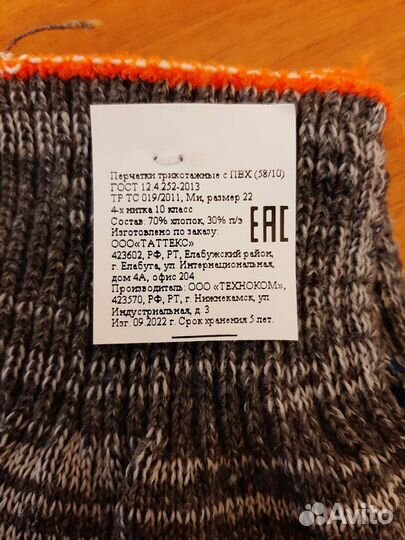 Перчатки трикотажные с ПВХ (58/10)
ГОСТ 12.4.252-2013
ТР ТС 019/2011, Ми, размер 22
4-х нитка 10 класс
Состав: 70% хлопок, 30% п/э
Изготовлено по заказу:
ООО«ТАТТЕКС»
423602, РФ, РТ, Елабужский район,
г. Елабуга, ул. Интернациональная,
дом 4А, офис 204
Производитель: ООО «ТЕХНОКОМ»,
423570, РФ, РТ, г. Нижнекамск, ул
Индустриальная, д. 3
Изг. 09.2022 г. Срок хранения 5 лет.
ЕАС
Avito